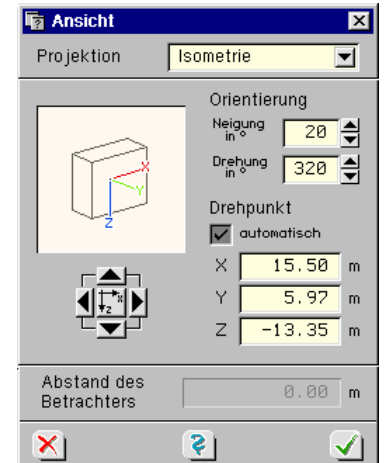 Ansicht
Projektion Isometrie
Orientierung
Neigung in ° 20
Drehung in ° 320
Drehpunkt
automatisch
X 15.50 m
Y 5.97 m
Z -13.35 m
X
Y
Z
x
z
Abstand des
Betrachters 0.00 m